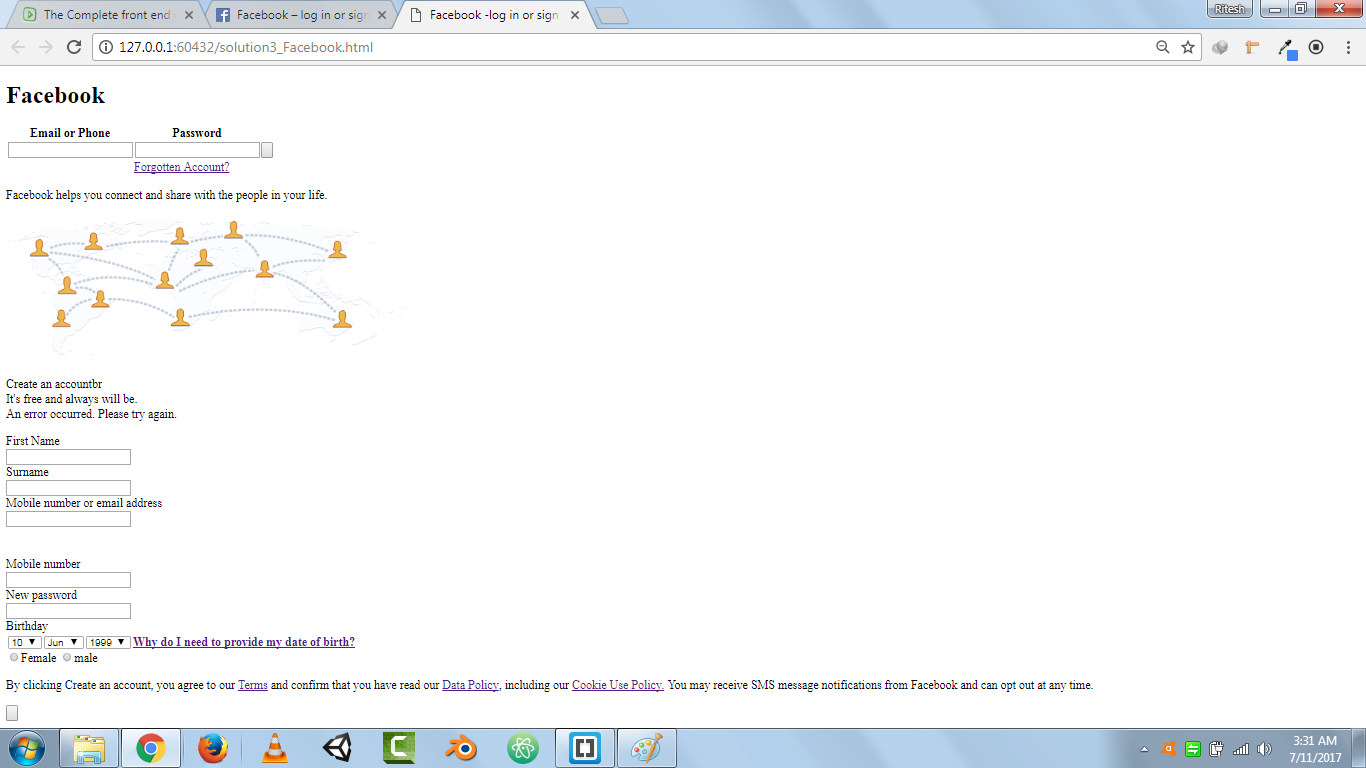 The Complete front end
Facebook – log in or sign
Facebook -log in or sign
Ritesh
127.0.0.1:60432/solution3_Facebook.html
Facebook
Email or Phone Password
Forgotten Account?
Facebook helps you connect and share with the people in your life.
Create an accountbr
It's free and always will be.
An error occurred. Please try again.
First Name
Surname
Mobile number or email address
Mobile number
New password
Birthday
10 Jun 1999 Why do I need to provide my date of birth?
Female male
By clicking Create an account, you agree to our Terms and confirm that you have read our Data Policy, including our Cookie Use Policy. You may receive SMS message notifications from Facebook and can opt out at any time.
3:31 AM
7/11/2017